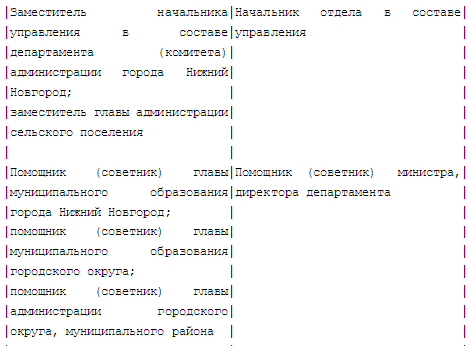 |Заместитель начальника|Начальник отдела в составе|
|управления в составе|управления |
|департамента (комитета)| |
|администрации города Нижний| |
|Новгород; | |
|заместитель главы администрации| |
|сельского поселения | |
| | |
|Помощник (советник) главы|Помощник (советник) министра,|
|муниципального образования|директора департамента |
|города Нижний Новгород; | |
|помощник (советник) главы| |
|муниципального образования| |
|городского округа; | |
|помощник (советник) главы| |
|администрации городского| |
|округа, муниципального района | |